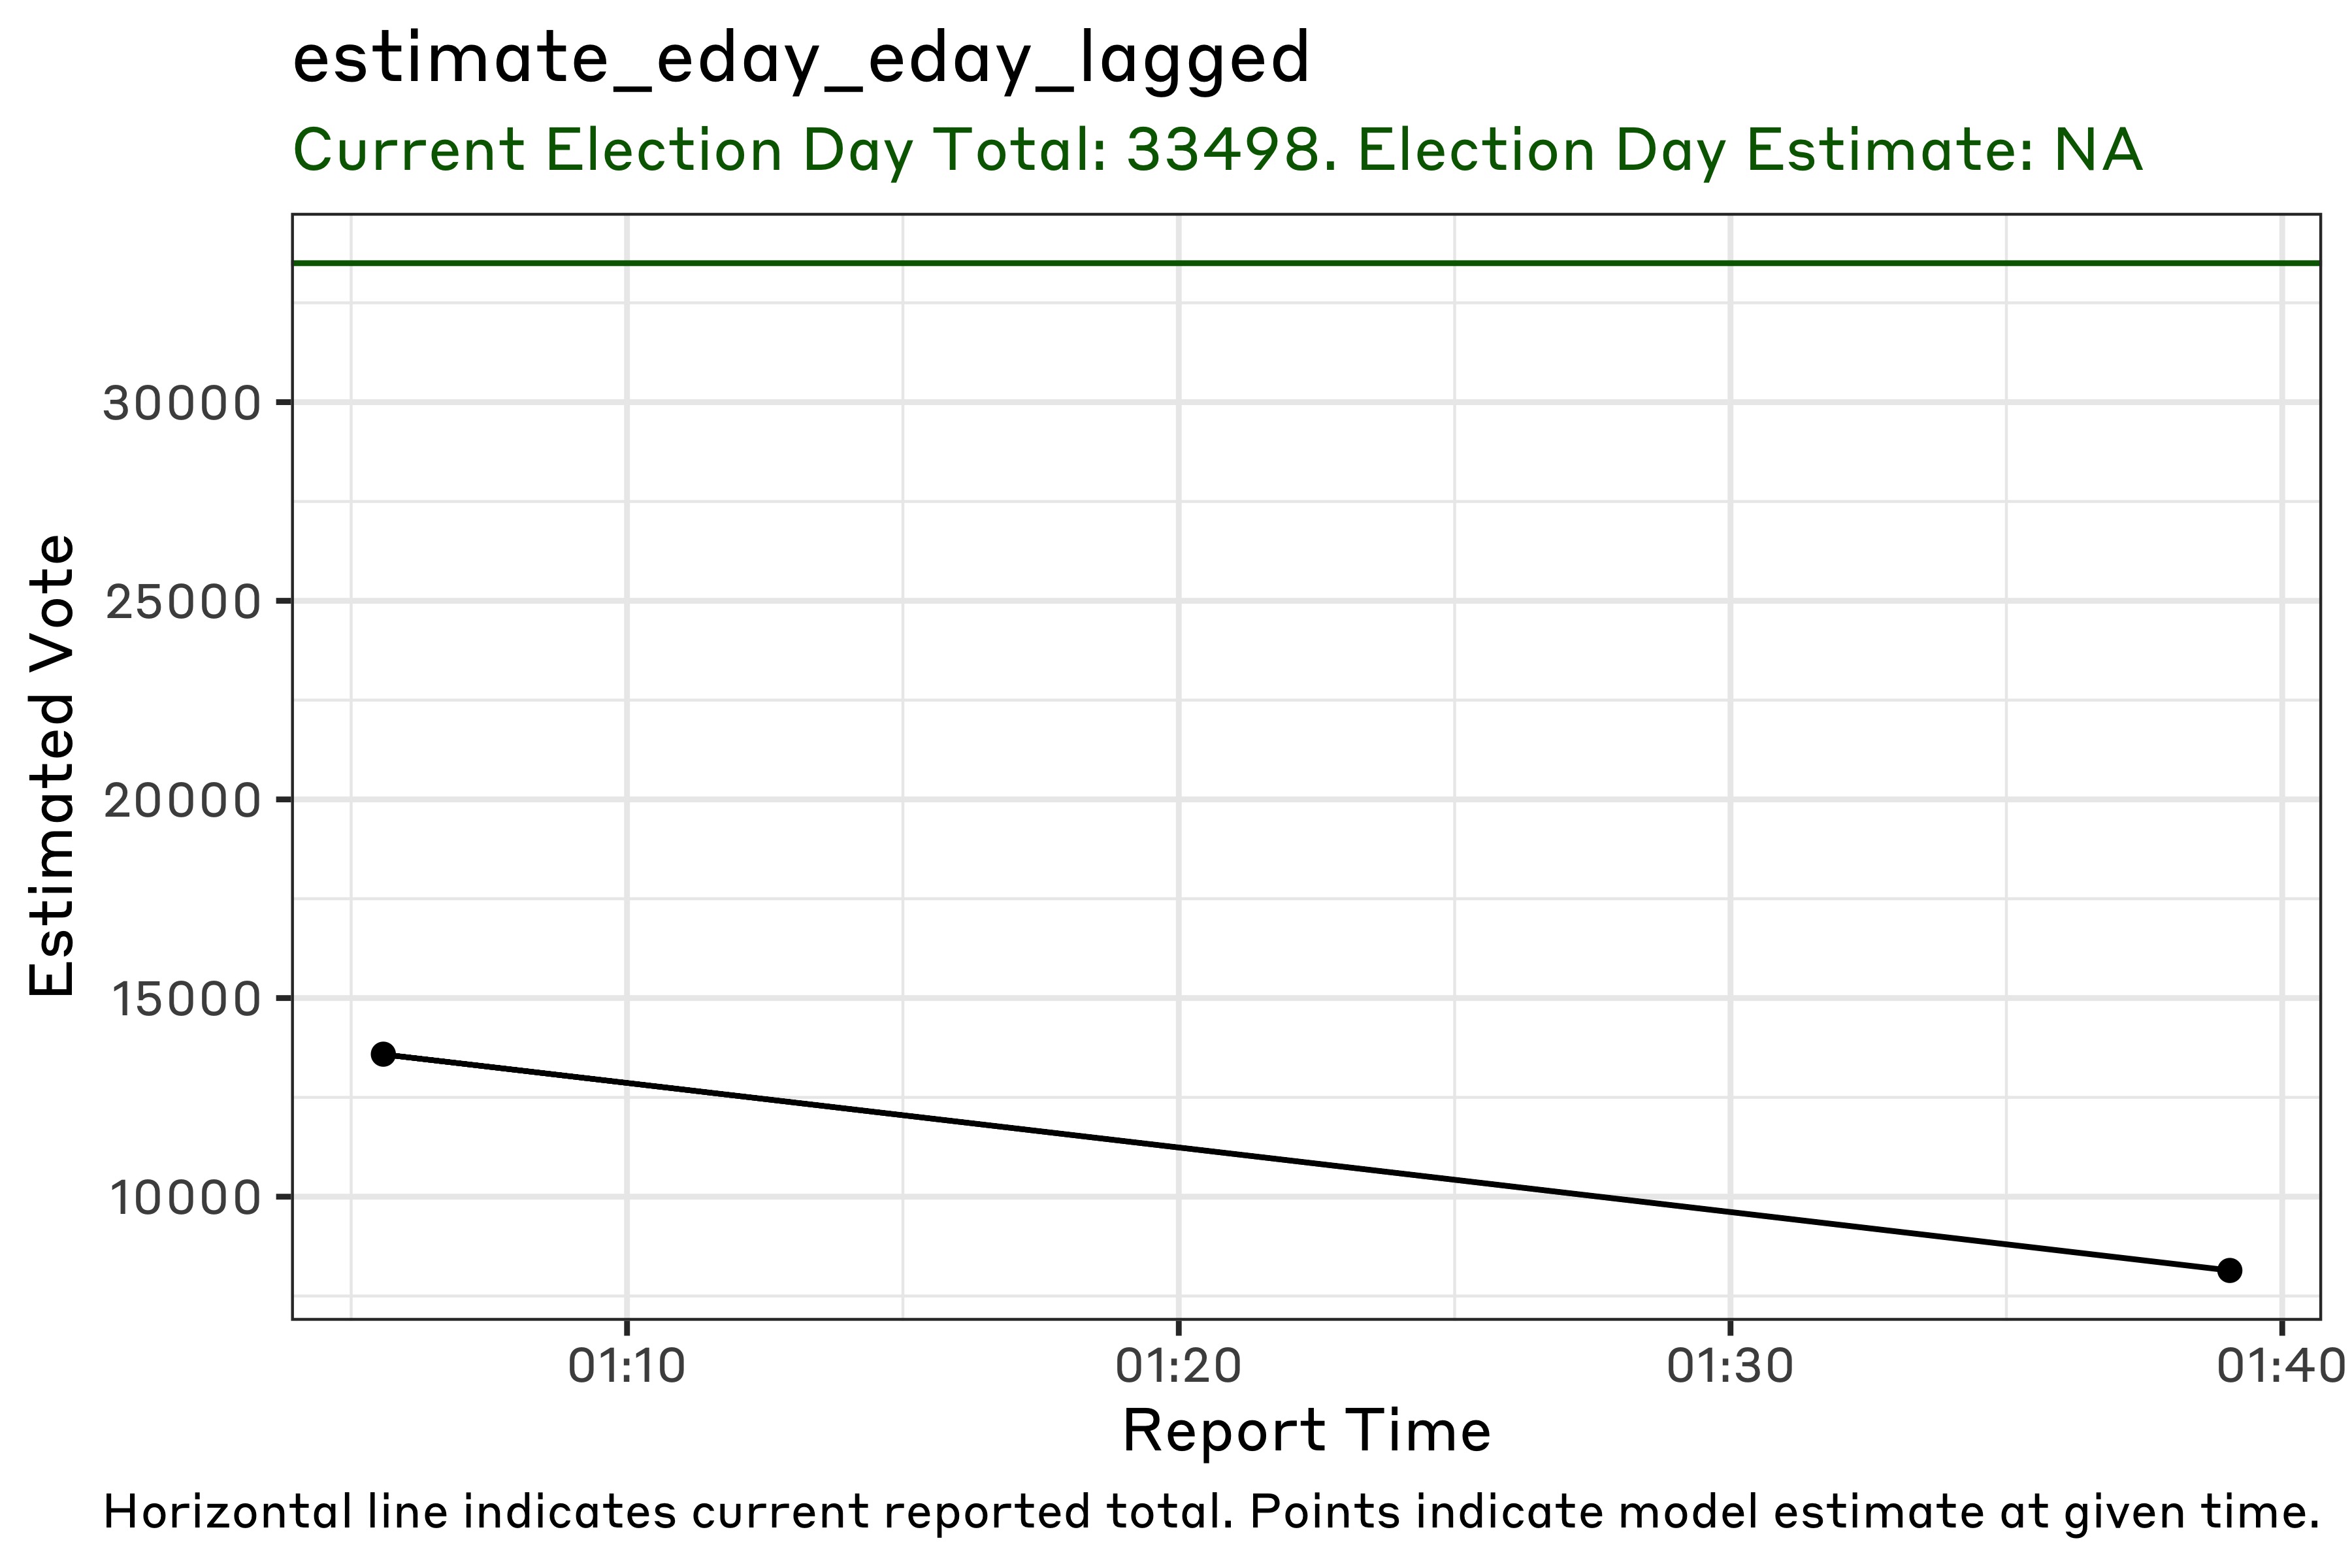 estimate_eday_eday_lagged
Current Election Day Total: 33498. Election Day Estimate: NA
Estimated Vote
30000
25000
20000
15000
10000
01:10
01:20
01:30
01:40
Report Time
Horizontal line indicates current reported total. Points indicate model estimate at given time.